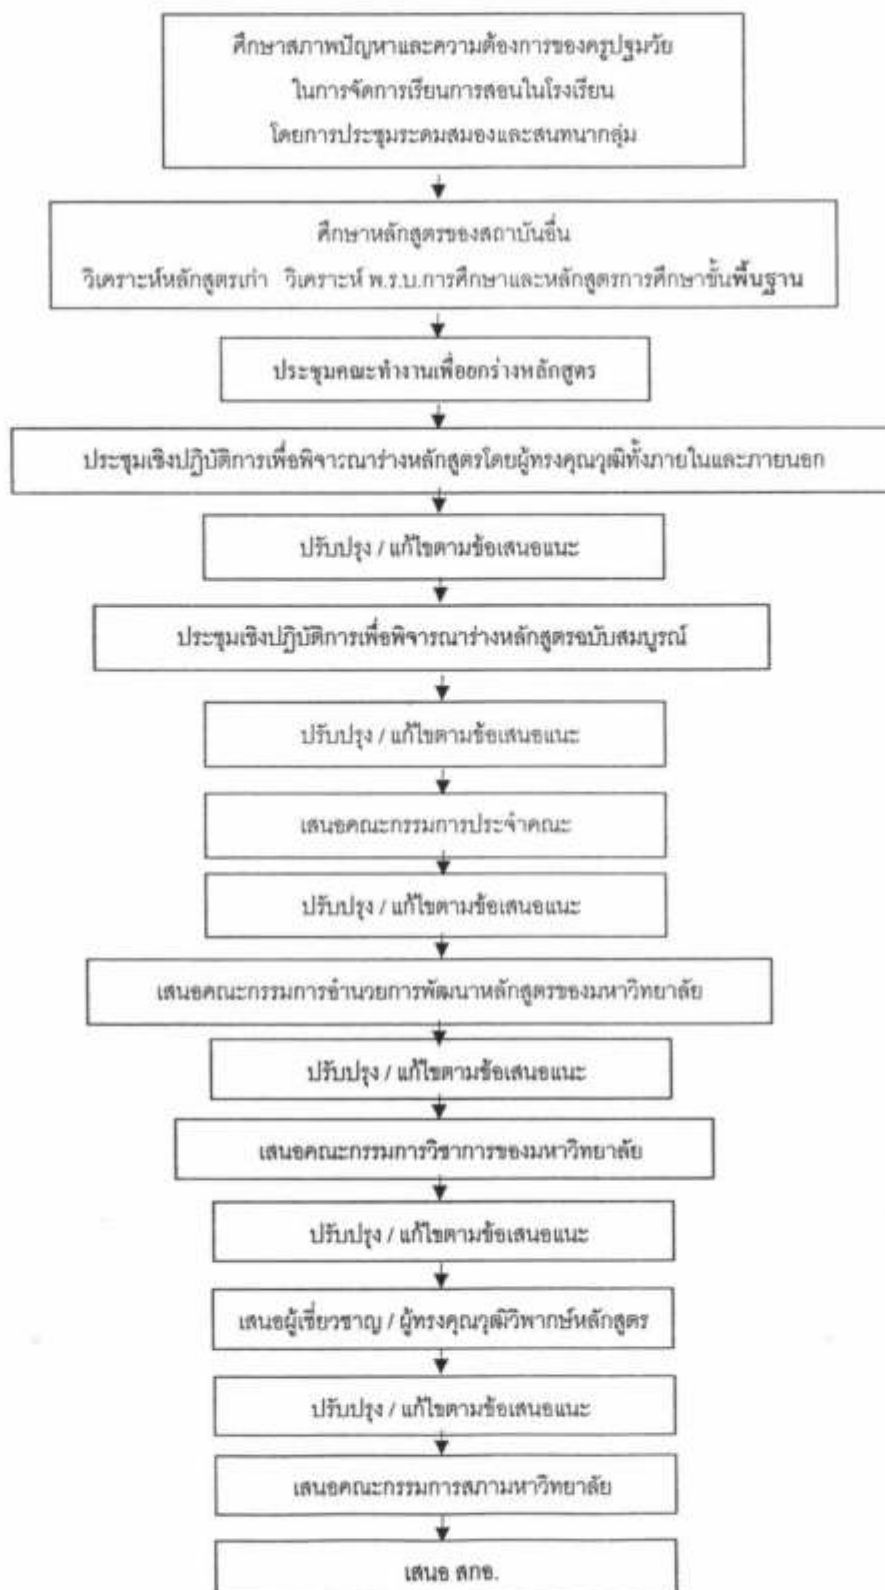 ศึกษาสภาพปัญหาและความต้องการของครูปฐมวัย
ในการจัดการเรียนการสอนในโรงเรียน
โดยการประชุมระดมสมองและสนทนากลุ่ม
ศึกษาหลักสูตรของสถาบันอื่น
วิเคราะห์หลักสูตรเก่า วิเคราะห์ พ.ร.บ.การศึกษาและหลักสูตรการศึกษาขั้นพื้นฐาน
ประชุมคณะทำงานเพื่อยกร่างหลักสูตร
ประชุมเชิงปฏิบัติการเพื่อพิจารณาร่างหลักสูตรโดยผู้ทรงคุณวุฒิทั้งภายในและภายนอก
ปรับปรุง / แก้ไขตามข้อเสนอแนะ
ประชุมเชิงปฏิบัติการเพื่อพิจารณาร่างหลักสูตรฉบับสมบูรณ์
ปรับปรุง / แก้ไขตามข้อเสนอแนะ
เสนอคณะกรรมการประจำคณะ
ปรับปรุง / แก้ไขตามข้อเสนอแนะ
เสนอคณะกรรมการอำนวยการพัฒนาหลักสูตรของมหาวิทยาลัย
ปรับปรุง / แก้ไขตามข้อเสนอแนะ
เสนอคณะกรรมการวิชาการของมหาวิทยาลัย
ปรับปรุง / แก้ไขตามข้อเสนอแนะ
เสนอผู้เชี่ยวชาญ / ผู้ทรงคุณวุฒิวิพากษ์หลักสูตร
ปรับปรุง / แก้ไขตามข้อเสนอแนะ
เสนอคณะกรรมการสภามหาวิทยาลัย
เสนอ สกอ.